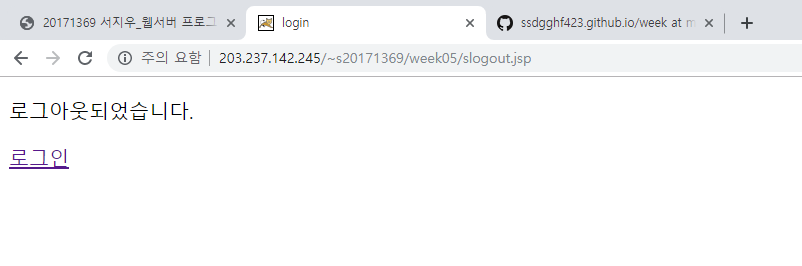 20171369 서지우_웹서버 프로그
login
ssdgghf423.github.io/week at m
주의 요함
203.237.142.245/~s20171369/week05/slogout.jsp
로그아웃되었습니다.
로그인